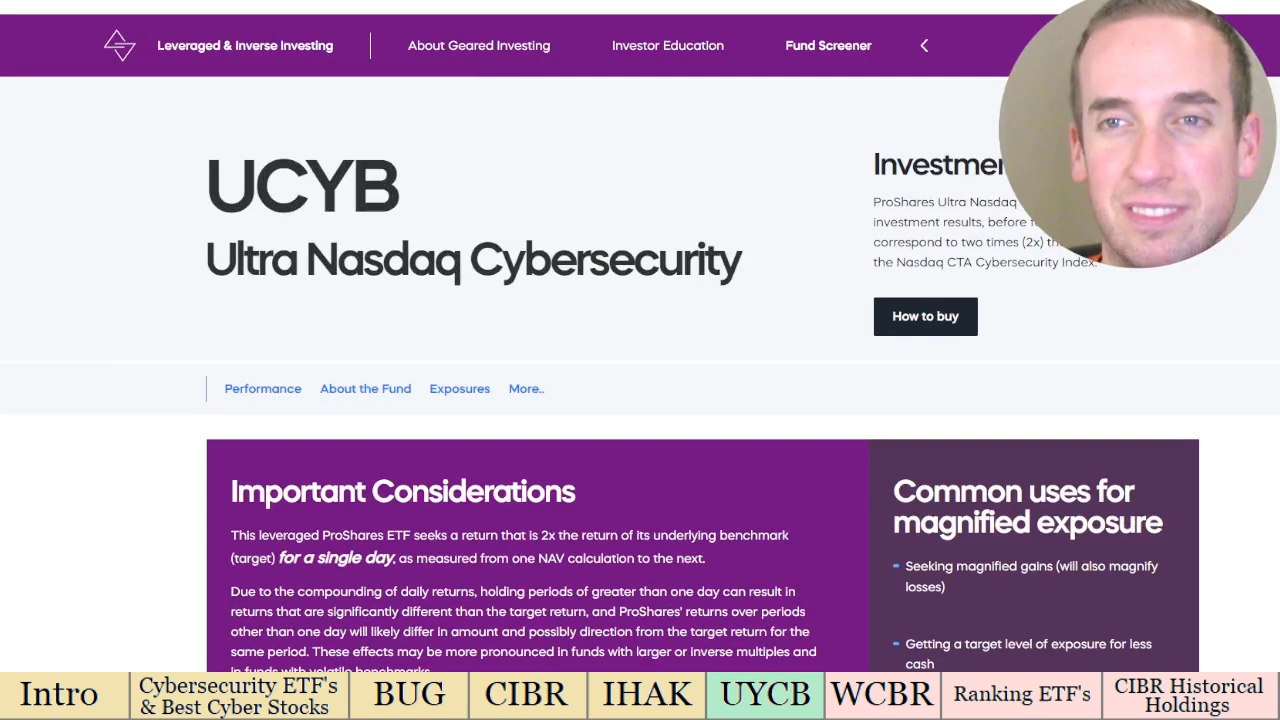 Leveraged & Inverse Investing
About Geared Investing
Investor Education
Fund Screener
UCYB
Ultra Nasdaq Cybersecurity
ProShares Ultra Nasdaq
investment results, before
correspond to two times (2x)
the Nasdaq CTA Cybersecurity Index.
How to buy
Performance
About the Fund
Exposures
More..
Important Considerations
This leveraged ProShares ETF seeks a return that is 2x the return of its underlying benchmark
(target) for a single day, as measured from one NAV calculation to the next.
Due to the compounding of daily returns, holding periods of greater than one day can result in
returns that are significantly different than the target return, and ProShares' returns over periods
other than one day will likely differ in amount and possibly direction from the target return for the
same period. These effects may be more pronounced in funds with larger or inverse multiples and
in funds with volatile benchmarks.
Common uses for
magnified exposure
Seeking magnified gains (will also magnify
losses)
Getting a target level of exposure for less
cash
Intro
Cybersecurity ETF's
& Best Cyber Stocks
BUG
CIBR
IHAK
UYCB
WCBR
Ranking ETF's
CIBR Historical
Holdings